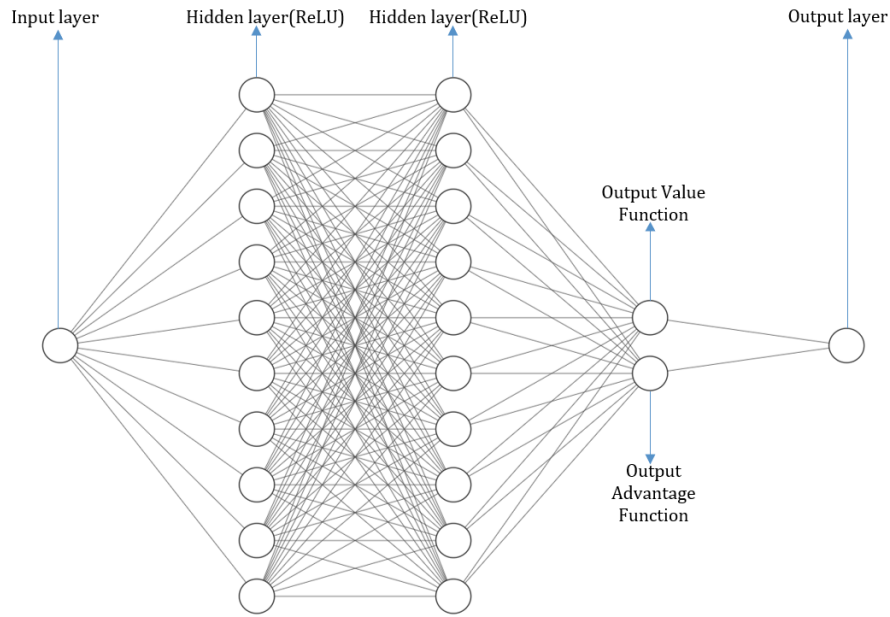 Input layer
Hidden layer(ReLU)
Hidden layer(ReLU)
Output layer
Output Value
Function
Output
Advantage
Function